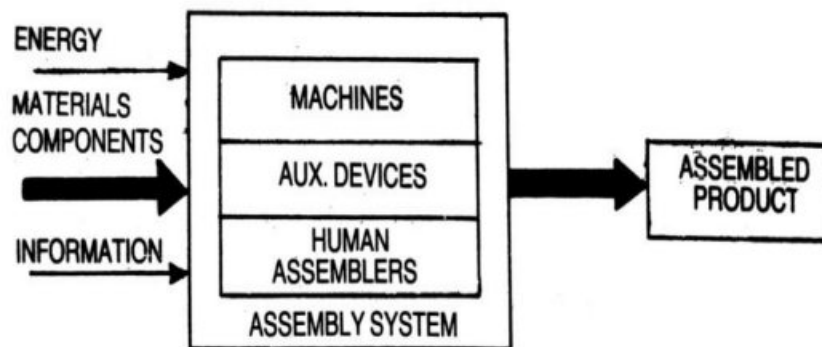 ENERGY
MATERIALS
COMPONENTS
INFORMATION
MACHINES
AUX. DEVICES
HUMAN
ASSEMBLERS
ASSEMBLY SYSTEM
ASSEMBLED
PRODUCT